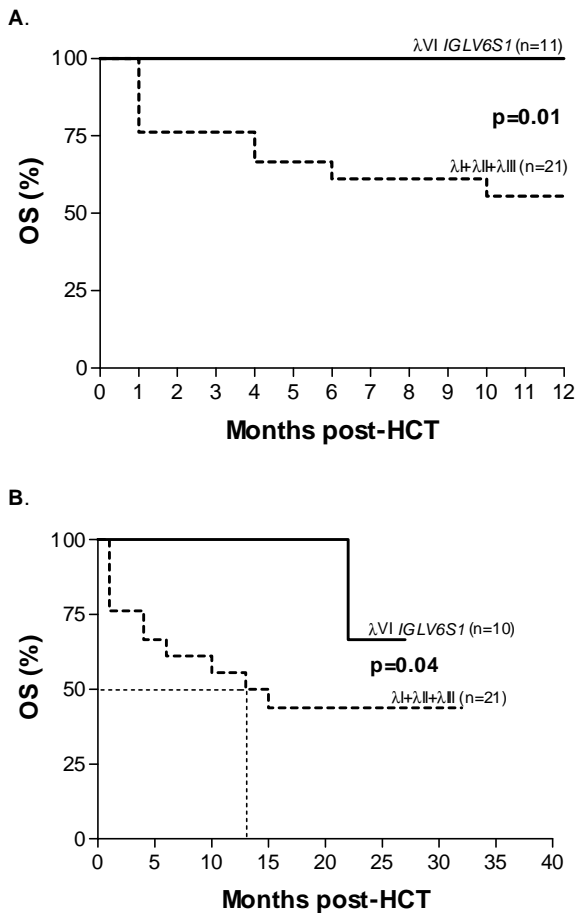 A.
λVI IGLV6S1 (n=11)
p=0.01
λI+λII+λIII (n=21)
100
75
50
25
0
OS (%)
0 1 2 3 4 5 6 7 8 9 10 11 12
Months post-HCT
B.
100
75
50
25
0
OS (%)
λVI IGLV6S1 (n=10)
p=0.04
λI+λII+λIII (n=21)
0 5 10 15 20 25 30 35 40
Months post-HCT